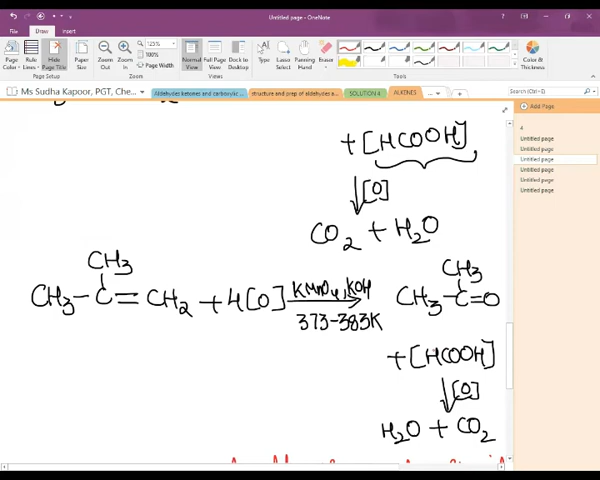 Untitled page - OneNote
File Draw Insert
Page Color Rule Lines Hide Page Title Paper Size Zoom Out Zoom In 125% 100% Page Width Normal View Full Page View Dock to Desktop Type Lasso Select Panning Hand Eraser Color & Thickness
Page Setup Zoom Views Tools
Ms Sudha Kapoor, PGT, Che... Aldehydes ketones and carboxylic structure and prep of aldehydes a SOLUTION 4 ALKENES ... + Search (Ctrl+E)
Add Page
4
Untitled page
Untitled page
Untitled page
Untitled page
Untitled page
Untitled page
+ [HCOOH]
↓ [O]
CO2 + H2O
CH3
CH3 - C = CH2 + 4[O] KMnO4, KOH → 373-383K
CH3
CH3 - C = O
+ [HCOOH]
↓ [O]
H2O + CO2